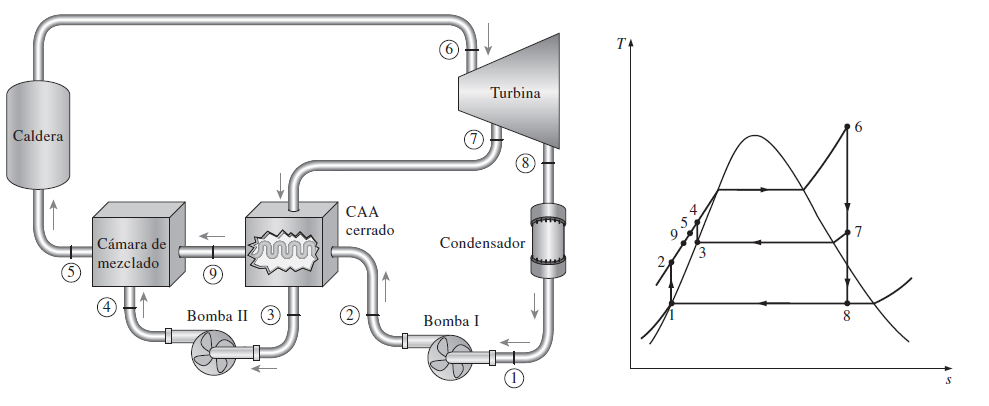 6
Turbina
Caldera
7
8
CAA
cerrado
Cámara de
mezclado
Condensador
5
9
4
Bomba II
3
2
Bomba I
1
T
6
4
5
9
7
3
2
1
8
s